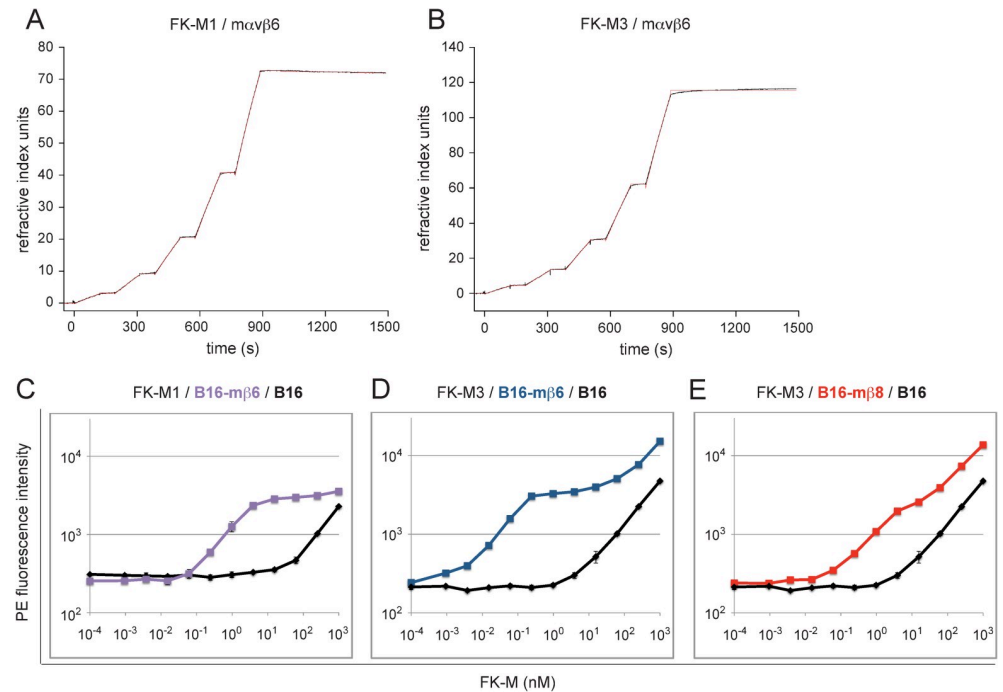 A
FK-M1 / mαvβ6
80
70
60
50
40
30
20
10
0
refractive index units
0 300 600 900 1200 1500
time (s)
B
FK-M3 / mαvβ6
140
120
100
80
60
40
20
0
refractive index units
0 300 600 900 1200 1500
time (s)
C
FK-M1 / B16-mβ6 / B16
10⁴
10³
10²
10⁻⁴ 10⁻³ 10⁻² 10⁻¹ 10⁰ 10¹ 10² 10³
D
FK-M3 / B16-mβ6 / B16
10⁴
10³
10²
10⁻⁴ 10⁻³ 10⁻² 10⁻¹ 10⁰ 10¹ 10² 10³
E
FK-M3 / B16-mβ8 / B16
10⁴
10³
10²
10⁻⁴ 10⁻³ 10⁻² 10⁻¹ 10⁰ 10¹ 10² 10³
PE fluorescence intensity
FK-M (nM)